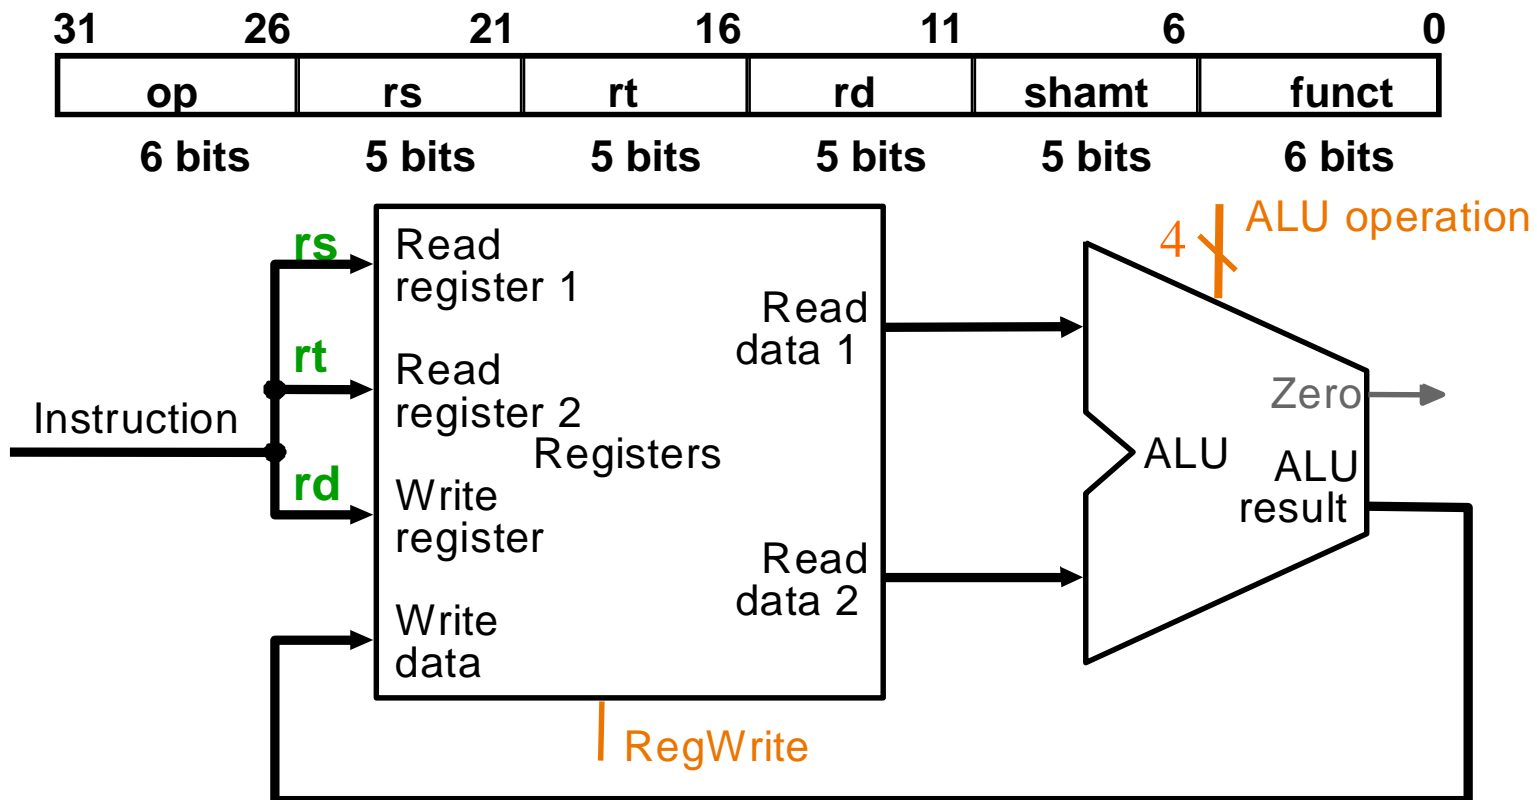 31 26 21 16 11 6 0
op rs rt rd shamt funct
6 bits 5 bits 5 bits 5 bits 5 bits 6 bits
rs
Read
register 1
rt
Read
register 2
Instruction
rd
Write
register
Write
data
Registers
Read
data 1
Read
data 2
RegWrite
4
ALU operation
Zero
ALU
ALU
result